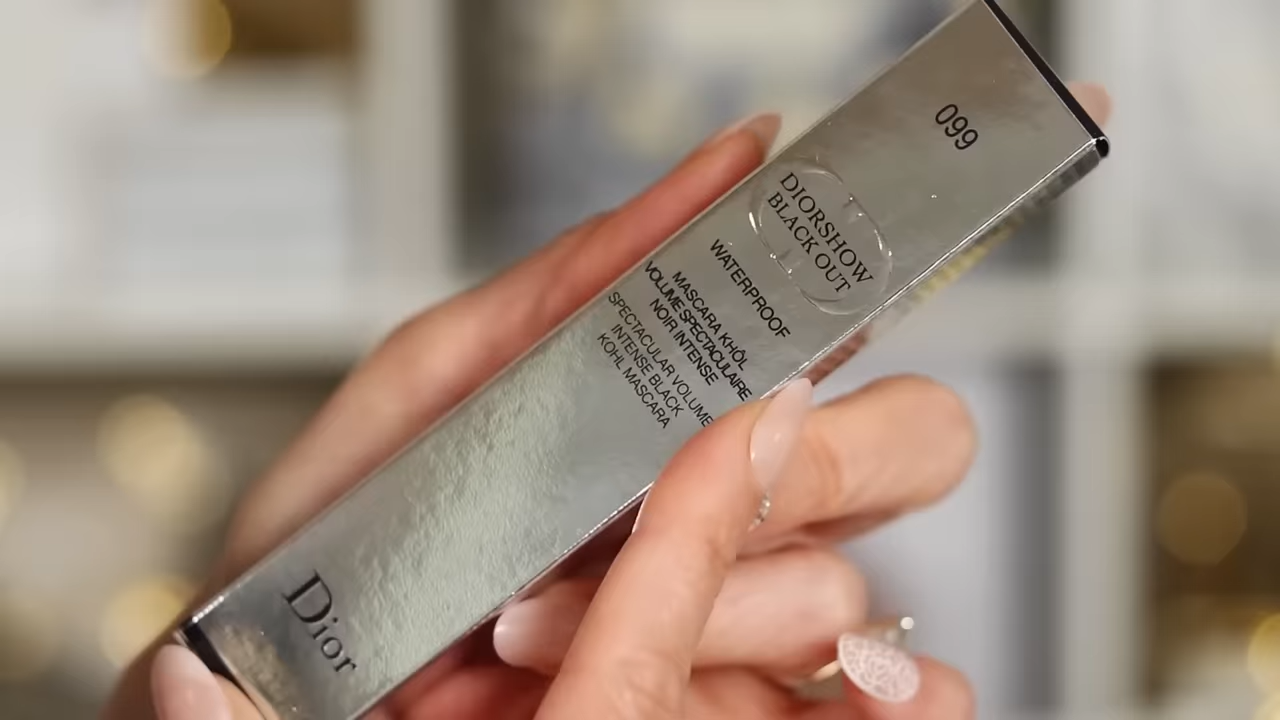 099
DIORSHOW
BLACK OUT
WATERPROOF
MASCARA KHÔL
VOLUME SPECTACULAIRE
NOIR INTENSE
SPECTACULAR VOLUME
INTENSE BLACK
KOHL MASCARA
Dior